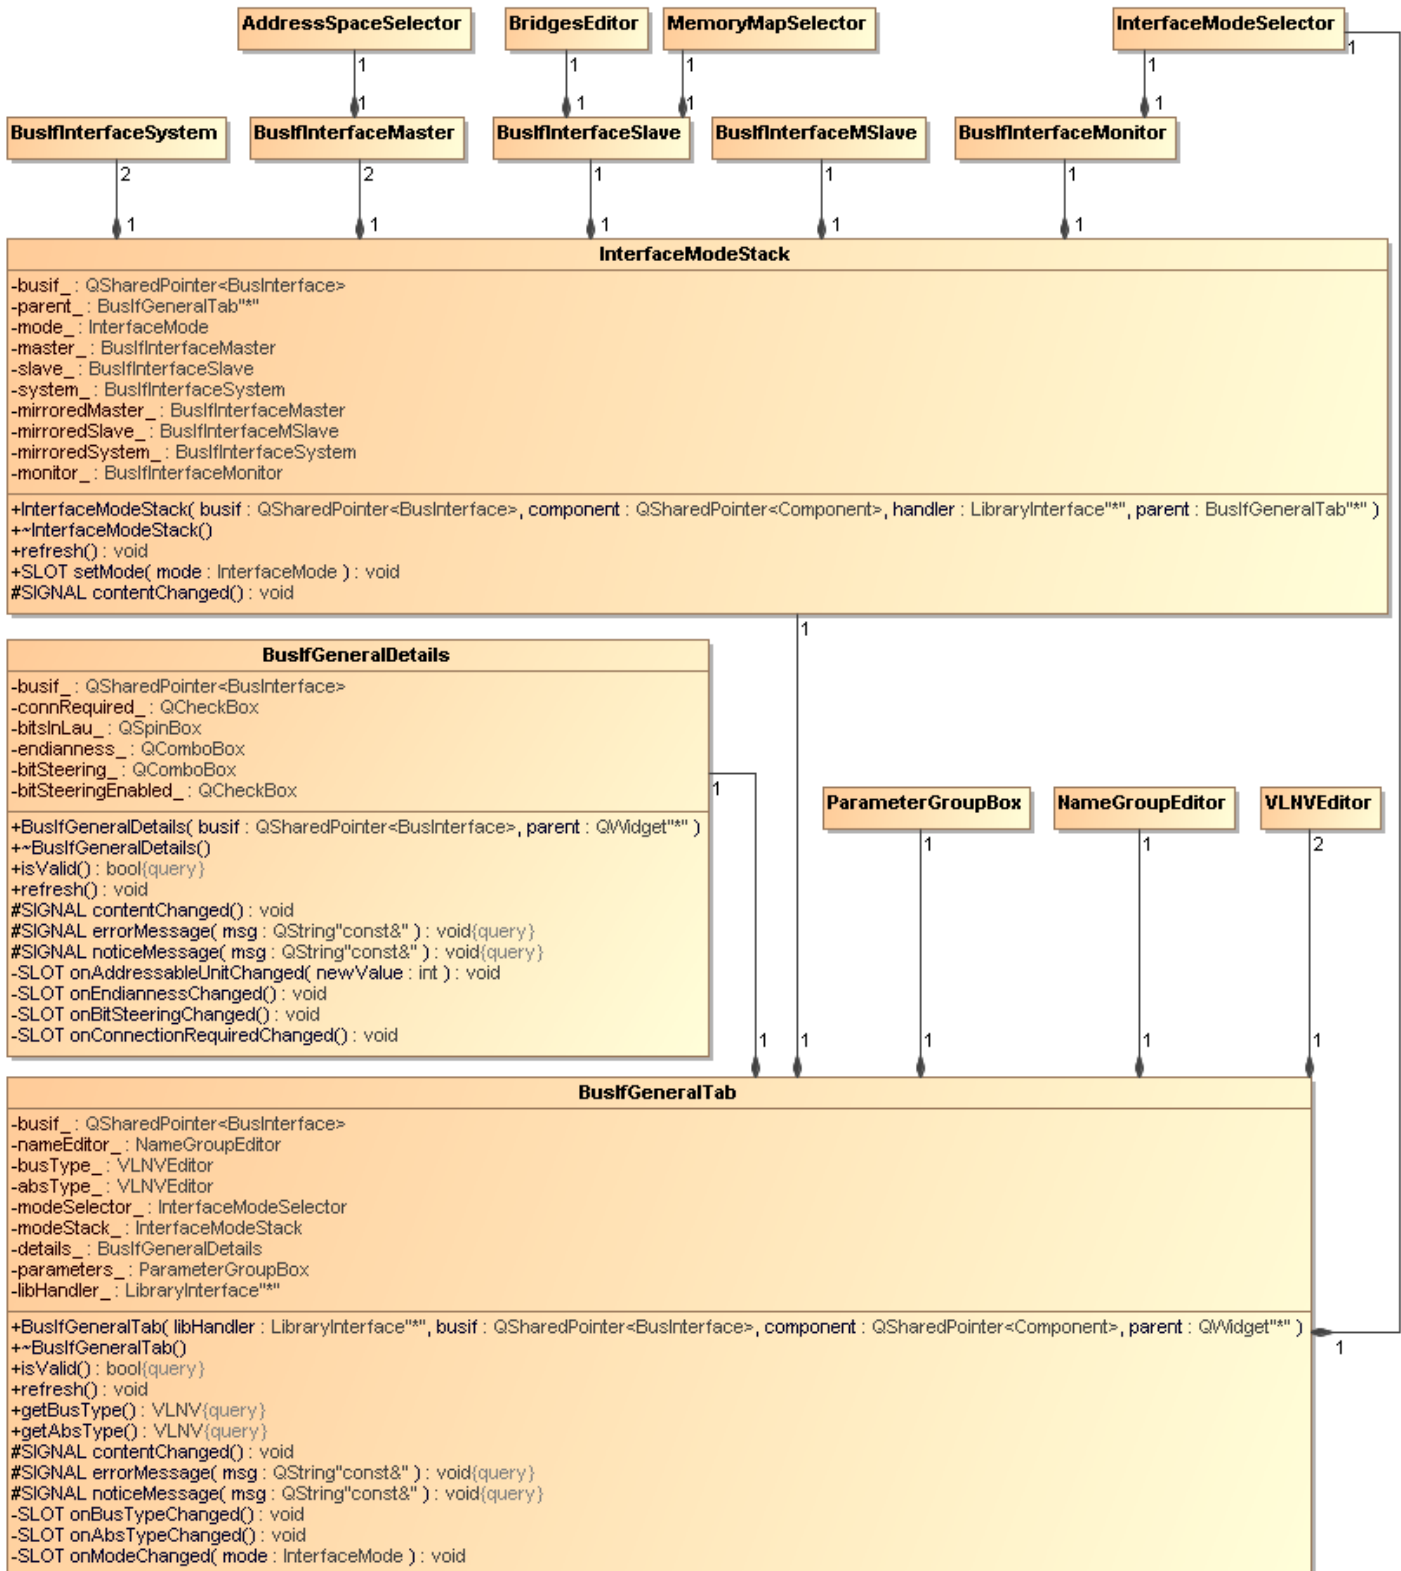 AddressSpaceSelector
BridgesEditor
MemoryMapSelector
InterfaceModeSelector
1
1 1 1 1
1 1 1 1
BusIfInterfaceSystem
BusIfInterfaceMaster
BusIfInterfaceSlave
BusIfInterfaceMSlave
BusIfInterfaceMonitor
2 2 1 1 1
1 1 1 1 1
InterfaceModeStack
-busif_ : QSharedPointer<BusInterface>
-parent_ : BusIfGeneralTab"*"
-mode_ : InterfaceMode
-master_ : BusIfInterfaceMaster
-slave_ : BusIfInterfaceSlave
-system_ : BusIfInterfaceSystem
-mirroredMaster_ : BusIfInterfaceMaster
-mirroredSlave_ : BusIfInterfaceMSlave
-mirroredSystem_ : BusIfInterfaceSystem
-monitor_ : BusIfInterfaceMonitor
+InterfaceModeStack( busif : QSharedPointer<BusInterface>, component : QSharedPointer<Component>, handler : LibraryInterface"*", parent : BusIfGeneralTab"*" )
+~InterfaceModeStack()
+refresh() : void
+SLOT setMode( mode : InterfaceMode ) : void
#SIGNAL contentChanged() : void
1
BusIfGeneralDetails
-busif_ : QSharedPointer<BusInterface>
-connRequired_ : QCheckBox
-bitsInLau_ : QSpinBox
-endianness_ : QComboBox
-bitSteering_ : QComboBox
-bitSteeringEnabled_ : QCheckBox
+BusIfGeneralDetails( busif : QSharedPointer<BusInterface>, parent : QWidget"*" )
+~BusIfGeneralDetails()
+isValid() : bool{query}
+refresh() : void
#SIGNAL contentChanged() : void
#SIGNAL errorMessage( msg : QString"const&" ) : void{query}
#SIGNAL noticeMessage( msg : QString"const&" ) : void{query}
-SLOT onAddressableUnitChanged( newValue : int ) : void
-SLOT onEndiannessChanged() : void
-SLOT onBitSteeringChanged() : void
-SLOT onConnectionRequiredChanged() : void
1
ParameterGroupBox
NameGroupEditor
VLNVEditor
1 1 2
1 1 1 1 1
BusIfGeneralTab
-busif_ : QSharedPointer<BusInterface>
-nameEditor_ : NameGroupEditor
-busType_ : VLNVEditor
-absType_ : VLNVEditor
-modeSelector_ : InterfaceModeSelector
-modeStack_ : InterfaceModeStack
-details_ : BusIfGeneralDetails
-parameters_ : ParameterGroupBox
-libHandler_ : LibraryInterface"*"
+BusIfGeneralTab( libHandler : LibraryInterface"*", busif : QSharedPointer<BusInterface>, component : QSharedPointer<Component>, parent : QWidget"*" )
+~BusIfGeneralTab()
+isValid() : bool{query}
+refresh() : void
+getBusType() : VLNV{query}
+getAbsType() : VLNV{query}
#SIGNAL contentChanged() : void
#SIGNAL errorMessage( msg : QString"const&" ) : void{query}
#SIGNAL noticeMessage( msg : QString"const&" ) : void{query}
-SLOT onBusTypeChanged() : void
-SLOT onAbsTypeChanged() : void
-SLOT onModeChanged( mode : InterfaceMode ) : void
1